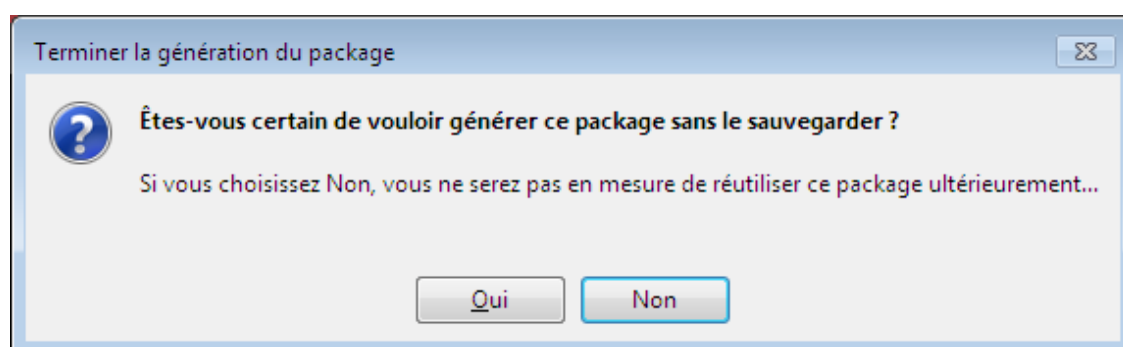 Terminer la génération du package
Êtes-vous certain de vouloir générer ce package sans le sauvegarder ?
Si vous choisissez Non, vous ne serez pas en mesure de réutiliser ce package ultérieurement...
Oui
Non